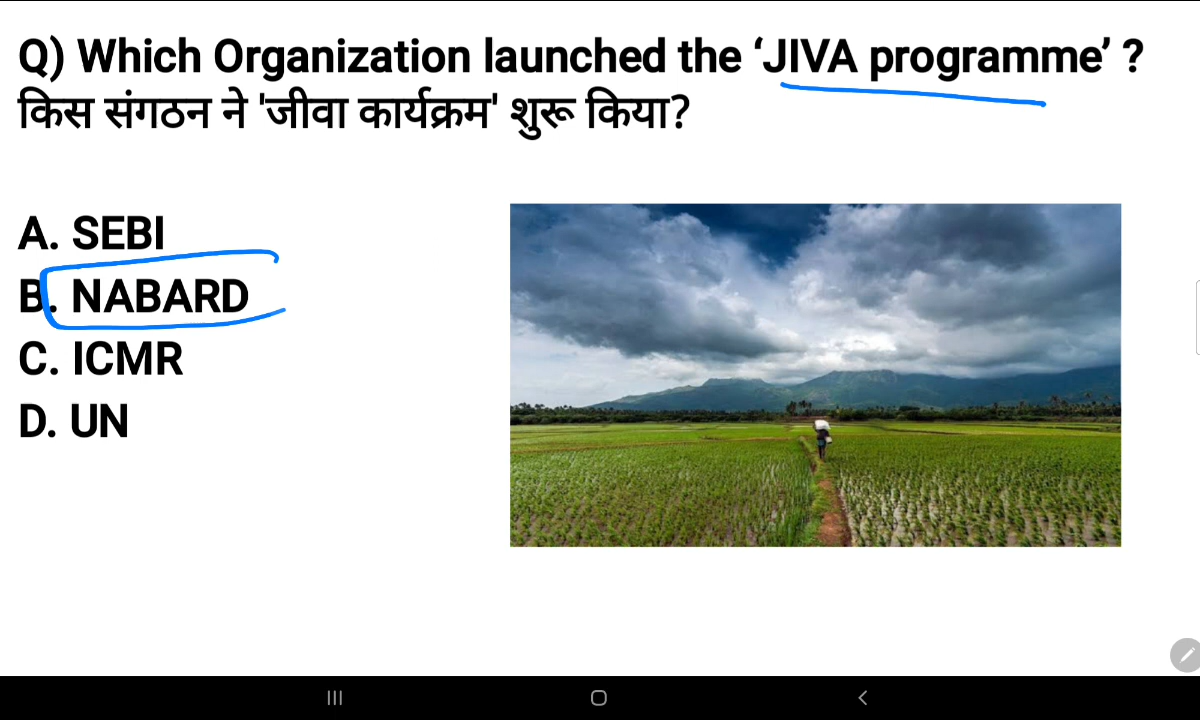 Q) Which Organization launched the ‘JIVA programme’ ?
किस संगठन ने 'जीवा कार्यक्रम' शुरू किया?
A. SEBI
B. NABARD
C. ICMR
D. UN